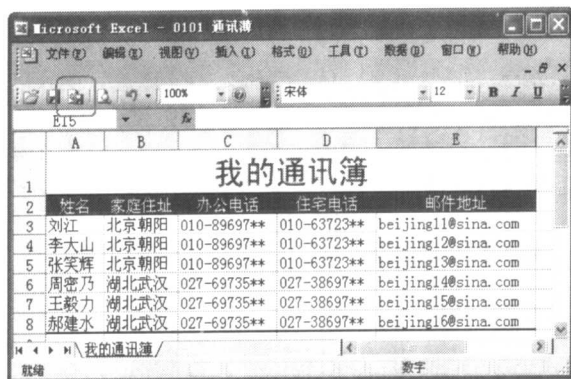 Microsoft Excel - 0101 通讯簿
文件(F) 编辑(E) 视图(V) 插入(I) 格式(O) 工具(T) 数据(D) 窗口(W) 帮助(H)
100% 宋体 12 B I U
E15 fx
A B C D E
1 我的通讯簿
2 姓名 家庭住址 办公电话 住宅电话 邮件地址
3 刘江 北京朝阳 010-89697** 010-63723** beijing11@sina.com
4 李大山 北京朝阳 010-89697** 010-63723** beijing12@sina.com
5 张笑辉 北京朝阳 010-89697** 010-63723** beijing13@sina.com
6 周密乃 湖北武汉 027-69735** 027-38697** beijing14@sina.com
7 王毅力 湖北武汉 027-69735** 027-38697** beijing15@sina.com
8 郝建水 湖北武汉 027-69735** 027-38697** beijing16@sina.com
我的通讯簿
就绪 数字